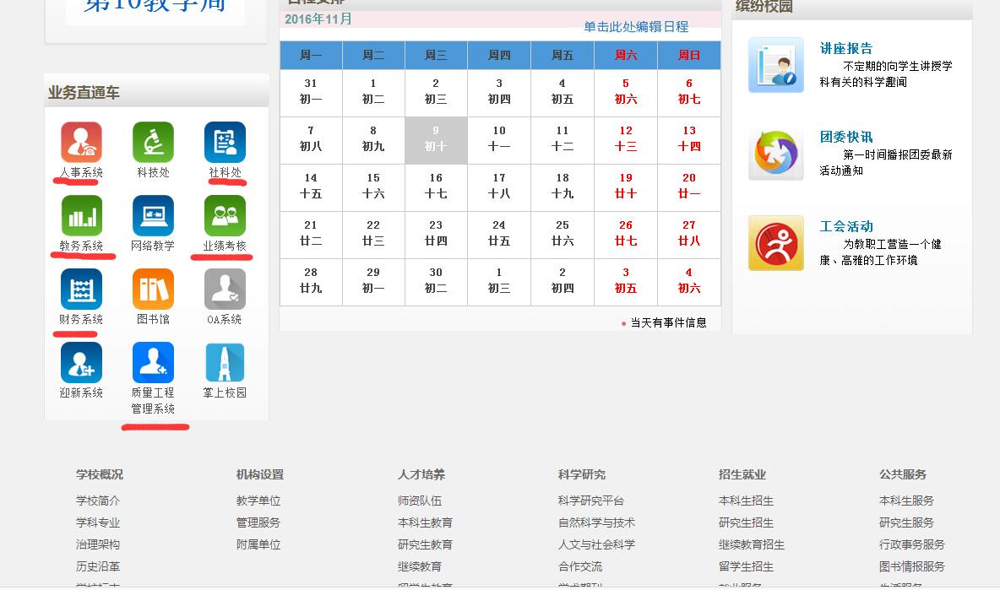 第10教学周
业务直通车
人事系统 科技处 社科处
教务系统 网络教学 业绩考核
财务系统 图书馆 OA系统
迎新系统 质量工程 掌上校园
管理系统
日程安排
2016年11月
单击此处编辑日程
周一 周二 周三 周四 周五 周六 周日
31 1 2 3 4 5 6
初一 初二 初三 初四 初五 初六 初七
7 8 9 10 11 12 13
初八 初九 初十 十一 十二 十三 十四
14 15 16 17 18 19 20
十五 十六 十七 十八 十九 廿十 廿一
21 22 23 24 25 26 27
廿二 廿三 廿四 廿五 廿六 廿七 廿八
28 29 30 1 2 3 4
廿九 初一 初二 初三 初四 初五 初六
当天有事件信息
缤纷校园
讲座报告
不定期的向学生讲授学
科有关的科学趣闻
团委快讯
第一时间播报团委最新
活动通知
工会活动
为教职工营造一个健
康、高雅的工作环境
学校概况 机构设置 人才培养 科学研究 招生就业 公共服务
学校简介 教学单位 师资队伍 科学研究平台 本科生招生 本科生服务
学科专业 管理服务 本科生教育 自然科学与技术 研究生招生 研究生服务
治理架构 附属单位 研究生教育 人文与社会科学 继续教育招生 行政事务服务
历史沿革 继续教育 合作交流 留学生招生 图书情报服务